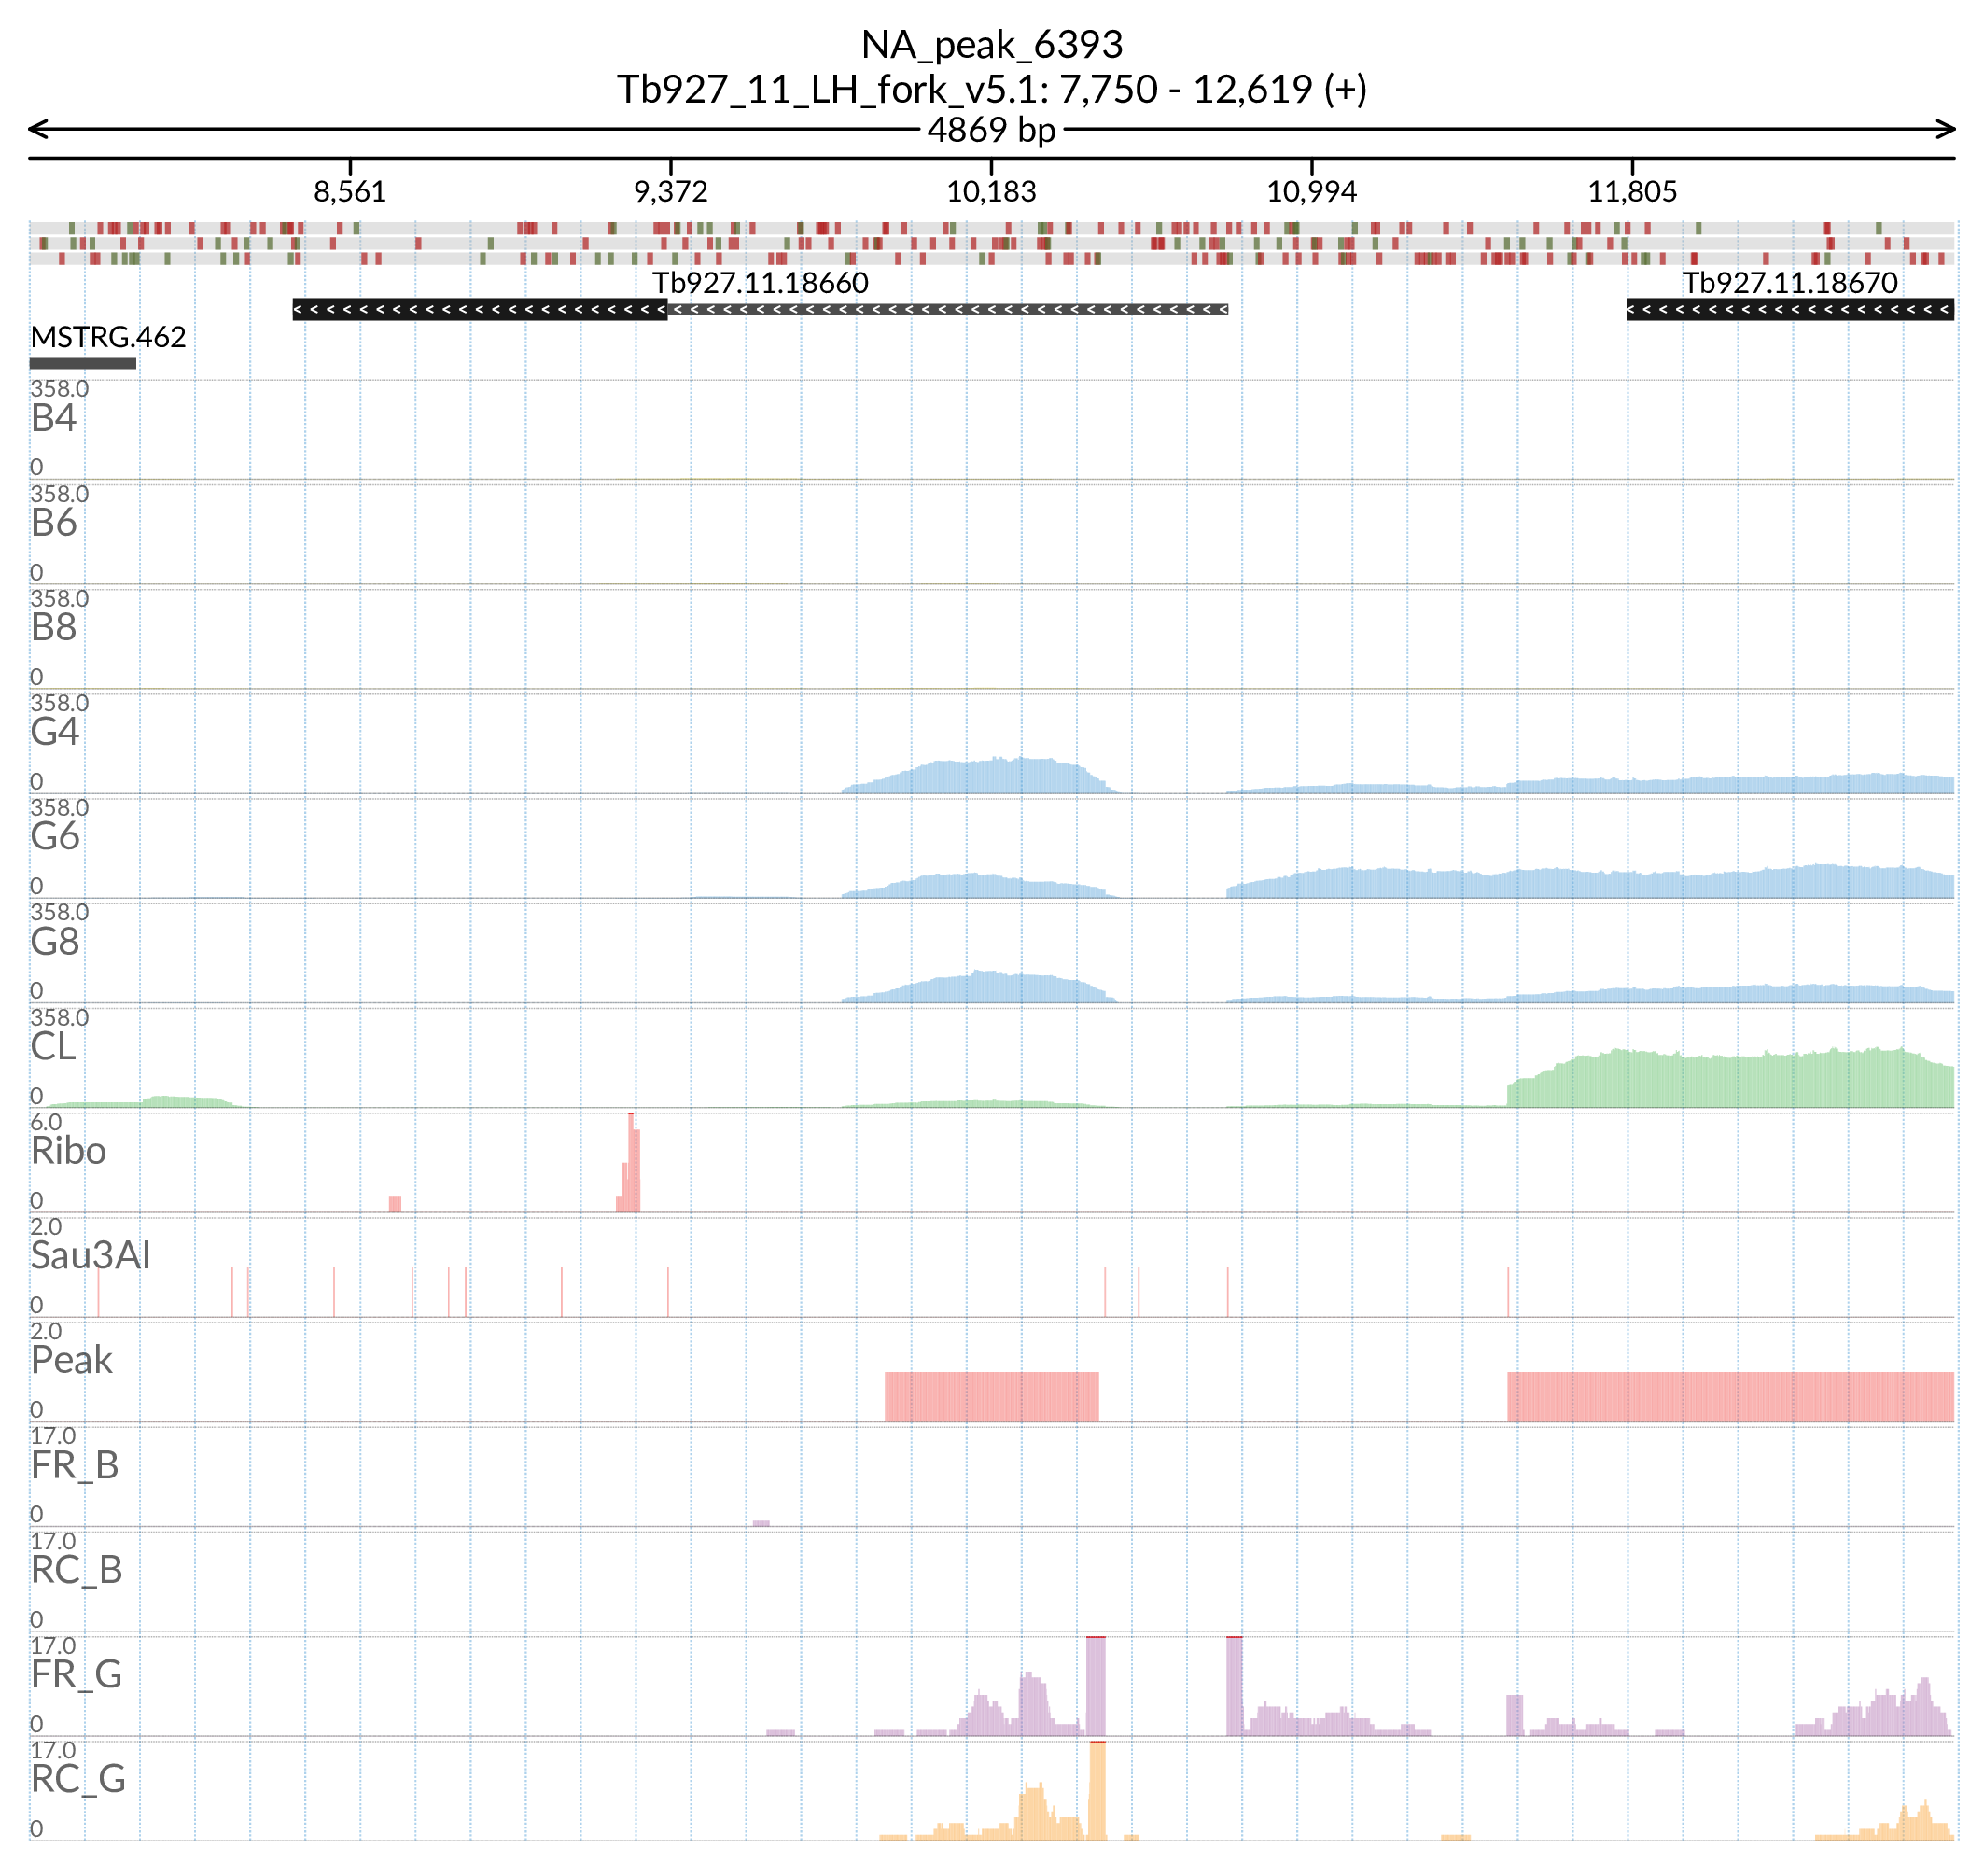 NA_peak_6393
Tb927_11_LH_fork_v5.1: 7,750 - 12,619 (+)
4869 bp
8,561 9,372 10,183 10,994 11,805
Tb927.11.18660 Tb927.11.18670
MSTRG.462
358.0
B4
0
358.0
B6
0
358.0
B8
0
358.0
G4
0
358.0
G6
0
358.0
G8
0
358.0
CL
0
6.0
Ribo
0
2.0
Sau3AI
0
2.0
Peak
0
17.0
FR_B
0
17.0
RC_B
0
17.0
FR_G
0
17.0
RC_G
0